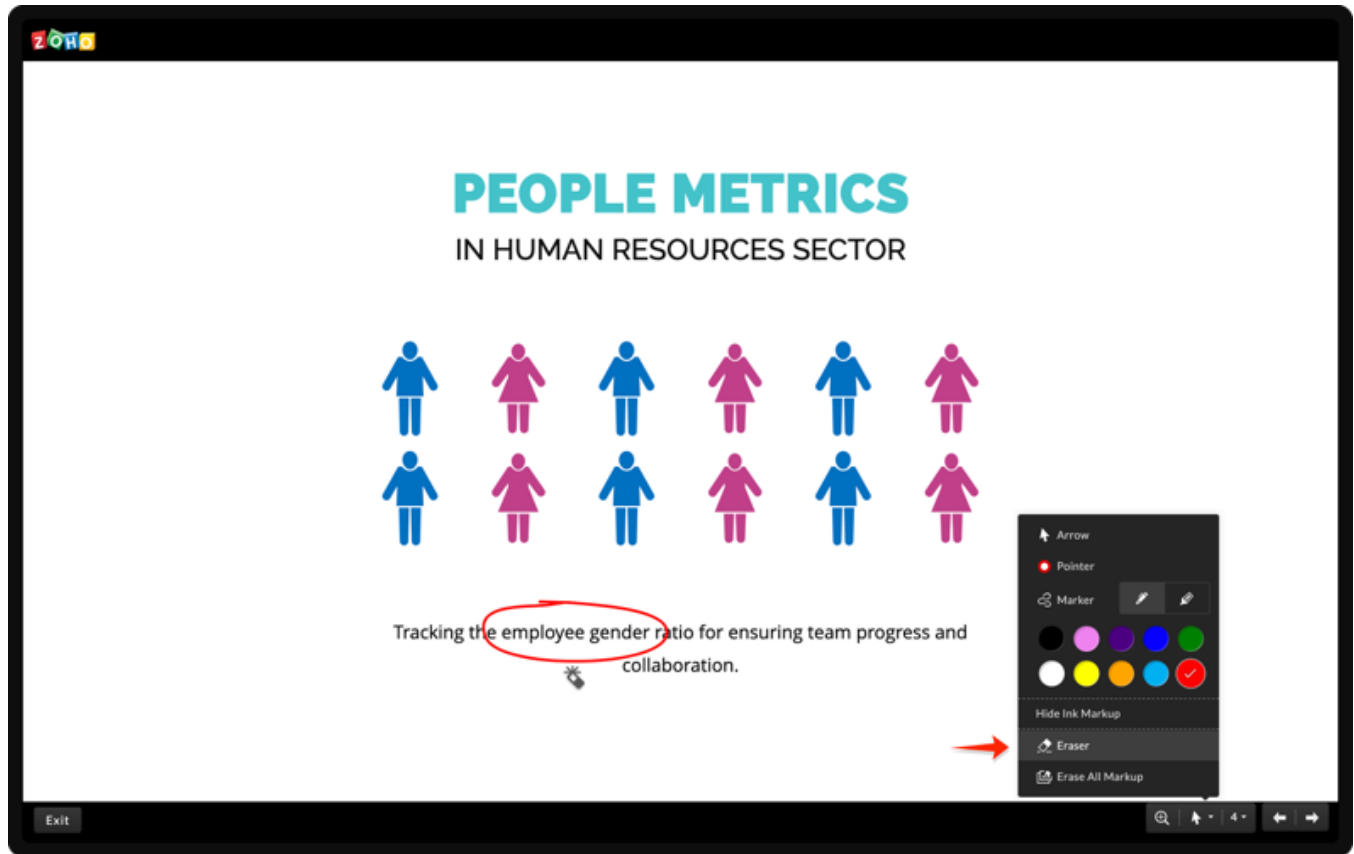 ZOHO
PEOPLE METRICS
IN HUMAN RESOURCES SECTOR
Tracking the employee gender ratio for ensuring team progress and
collaboration.
Arrow
Pointer
Marker
Hide Ink Markup
Eraser
Erase All Markup
Exit
4